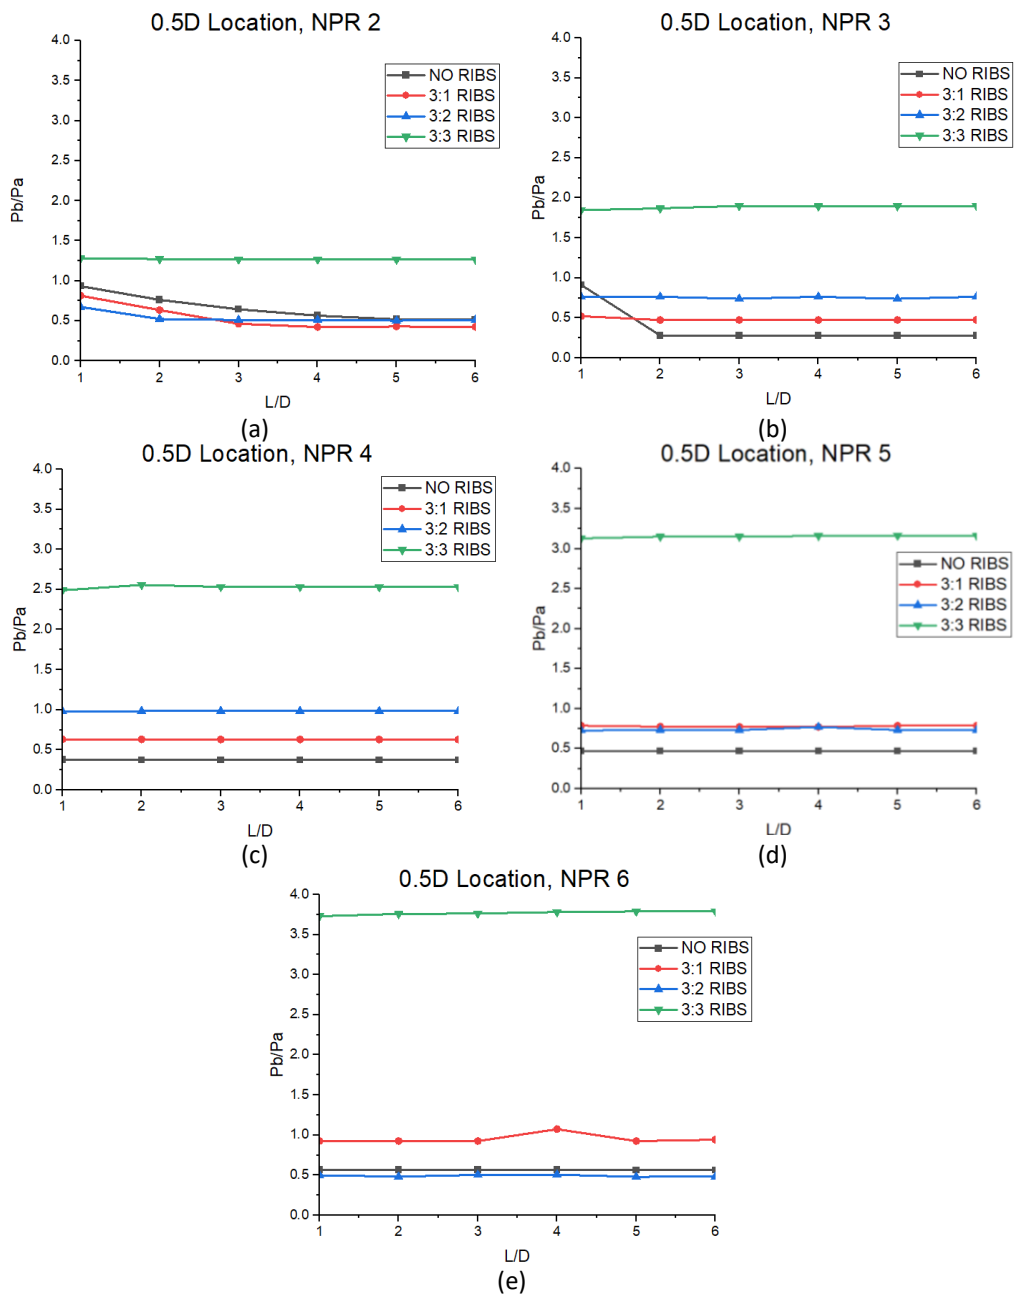 0.5D Location, NPR 2
4.0
3.5
3.0
2.5
2.0
1.5
1.0
0.5
0.0
Pb/Pa
NO RIBS
3:1 RIBS
3:2 RIBS
3:3 RIBS
1 2 3 4 5 6
L/D
(a)
0.5D Location, NPR 3
4.0
3.5
3.0
2.5
2.0
1.5
1.0
0.5
0.0
Pb/Pa
NO RIBS
3:1 RIBS
3:2 RIBS
3:3 RIBS
1 2 3 4 5 6
L/D
(b)
0.5D Location, NPR 4
4.0
3.5
3.0
2.5
2.0
1.5
1.0
0.5
0.0
Pb/Pa
NO RIBS
3:1 RIBS
3:2 RIBS
3:3 RIBS
1 2 3 4 5 6
L/D
(c)
0.5D Location, NPR 5
4.0
3.5
3.0
2.5
2.0
1.5
1.0
0.5
0.0
Pb/Pa
NO RIBS
3:1 RIBS
3:2 RIBS
3:3 RIBS
1 2 3 4 5 6
L/D
(d)
0.5D Location, NPR 6
4.0
3.5
3.0
2.5
2.0
1.5
1.0
0.5
0.0
Pb/Pa
NO RIBS
3:1 RIBS
3:2 RIBS
3:3 RIBS
1 2 3 4 5 6
L/D
(e)